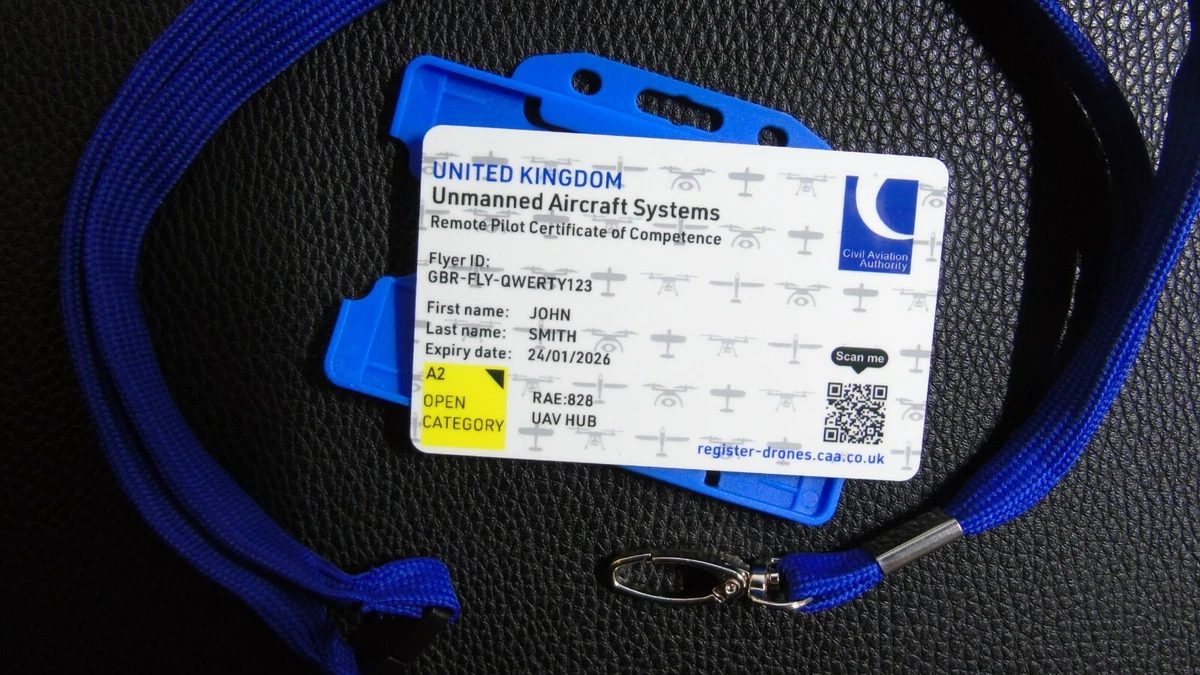 UNITED KINGDOM
Unmanned Aircraft Systems
Remote Pilot Certificate of Competence
Civil Aviation
Authority
Flyer ID:
GBR-FLY-QWERTY123
First name: JOHN
Last name: SMITH
Expiry date: 24/01/2026
A2
OPEN
CATEGORY
RAE:828
UAV HUB
Scan me
register-drones.caa.co.uk